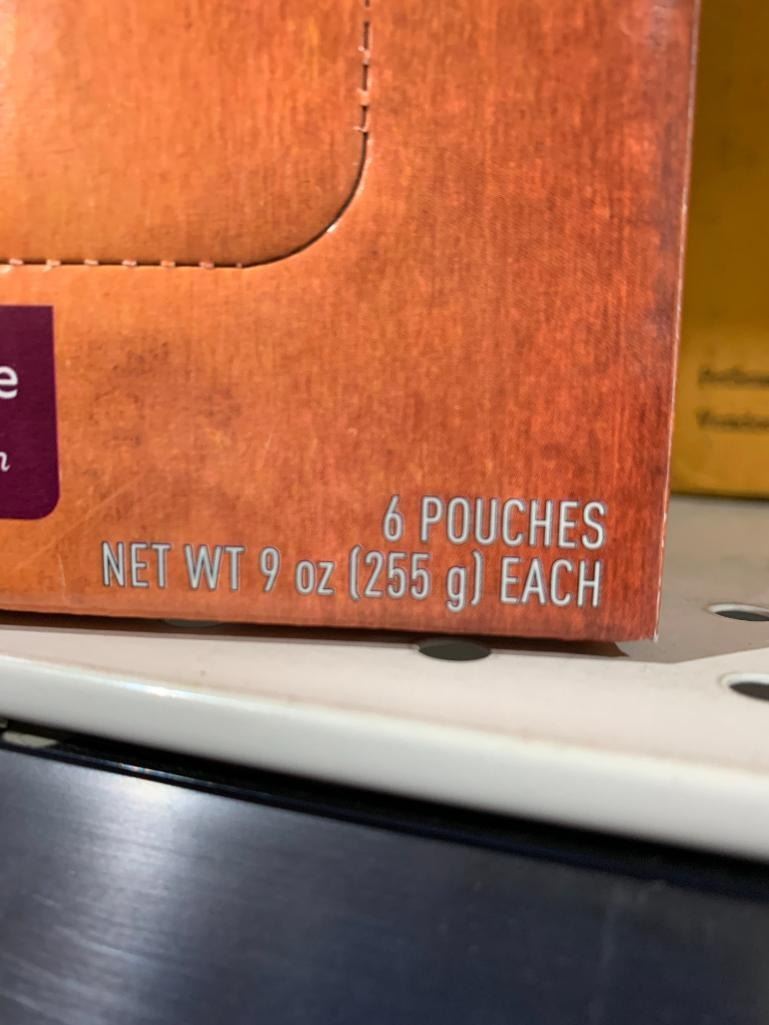 e
n
6 POUCHES
NET WT 9 oz (255 g) EACH